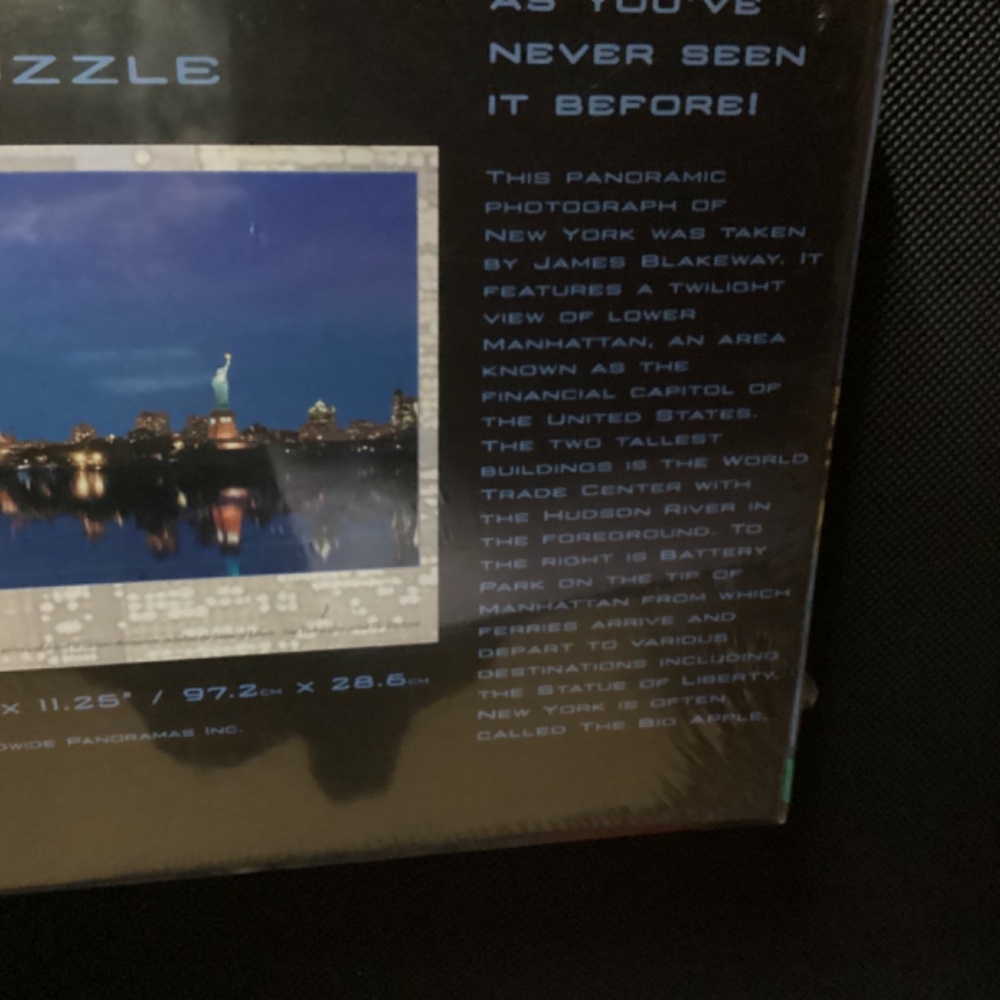 ZZLE
AS YOU'VE
NEVER SEEN
IT BEFORE!
THIS PANORAMIC
PHOTOGRAPH OF
NEW YORK WAS TAKEN
BY JAMES BLAKEWAY. IT
FEATURES A TWILIGHT
VIEW OF LOWER
MANHATTAN, AN AREA
KNOWN AS THE
FINANCIAL CAPITOL OF
THE UNITED STATES.
THE TWO TALLEST
BUILDINGS IS THE WORLD
TRADE CENTER WITH
THE HUDSON RIVER IN
THE FOREGROUND. TO
THE RIGHT IS BATTERY
PARK ON THE TIP OF
MANHATTAN FROM WHICH
FERRIES ARRIVE AND
DEPART TO VARIOUS
DESTINATIONS INCLUDING
THE STATUE OF LIBERTY.
NEW YORK IS OFTEN
CALLED THE BIG APPLE.
X 11.25" / 97.2CM X 28.6CM
DWIDE PANORAMAS INC.